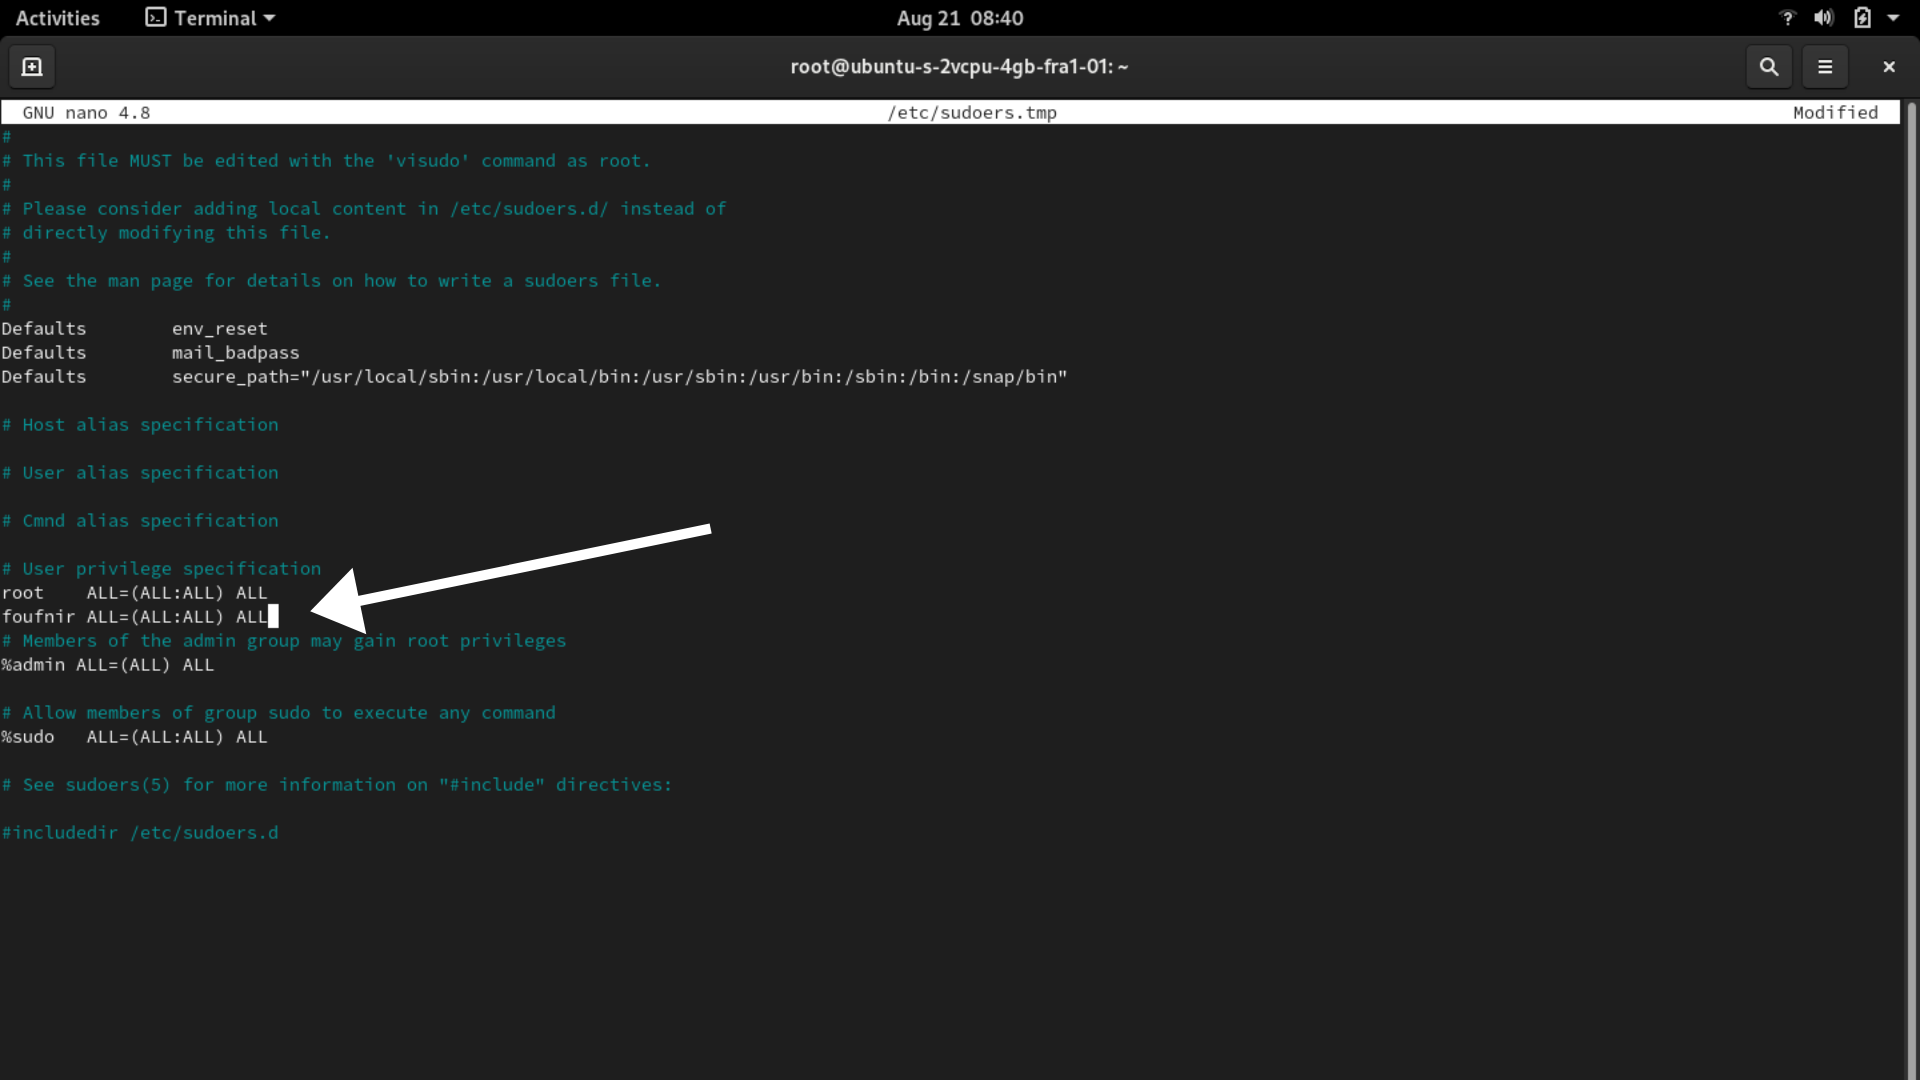 Activities Terminal Aug 21 08:40
root@ubuntu-s-2vcpu-4gb-fra1-01: ~
GNU nano 4.8 /etc/sudoers.tmp Modified
#
# This file MUST be edited with the 'visudo' command as root.
#
# Please consider adding local content in /etc/sudoers.d/ instead of
# directly modifying this file.
#
# See the man page for details on how to write a sudoers file.
#
Defaults        env_reset
Defaults        mail_badpass
Defaults        secure_path="/usr/local/sbin:/usr/local/bin:/usr/sbin:/usr/bin:/sbin:/bin:/snap/bin"
# Host alias specification
# User alias specification
# Cmnd alias specification
# User privilege specification
root    ALL=(ALL:ALL) ALL
foufnir ALL=(ALL:ALL) ALL
# Members of the admin group may gain root privileges
%admin ALL=(ALL) ALL
# Allow members of group sudo to execute any command
%sudo   ALL=(ALL:ALL) ALL
# See sudoers(5) for more information on "#include" directives:
#includedir /etc/sudoers.d